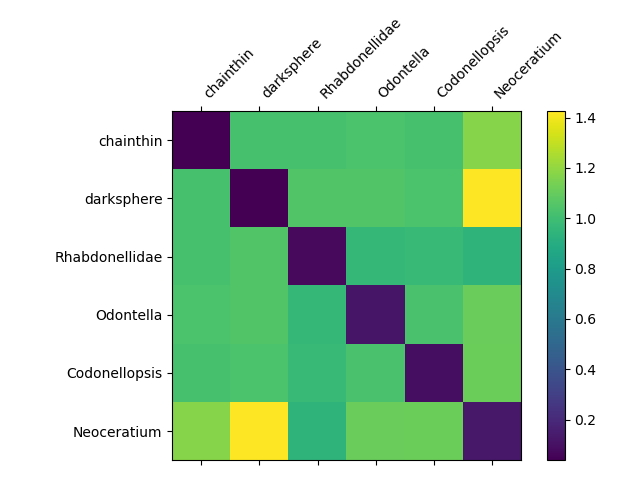 chainthin
darksphere
Rhabdonellidae
Odontella
Codonellopsis
Neoceratium
chainthin
darksphere
Rhabdonellidae
Odontella
Codonellopsis
Neoceratium
1.4
1.2
1.0
0.8
0.6
0.4
0.2